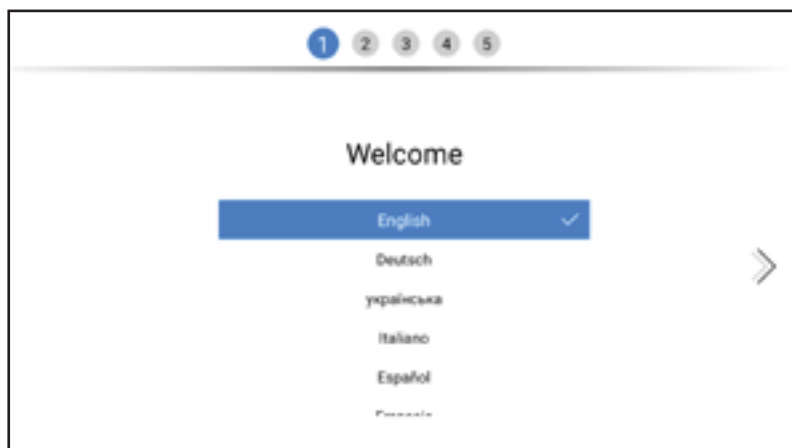 1 2 3 4 5
Welcome
English
Deutsch
українська
Italiano
Español